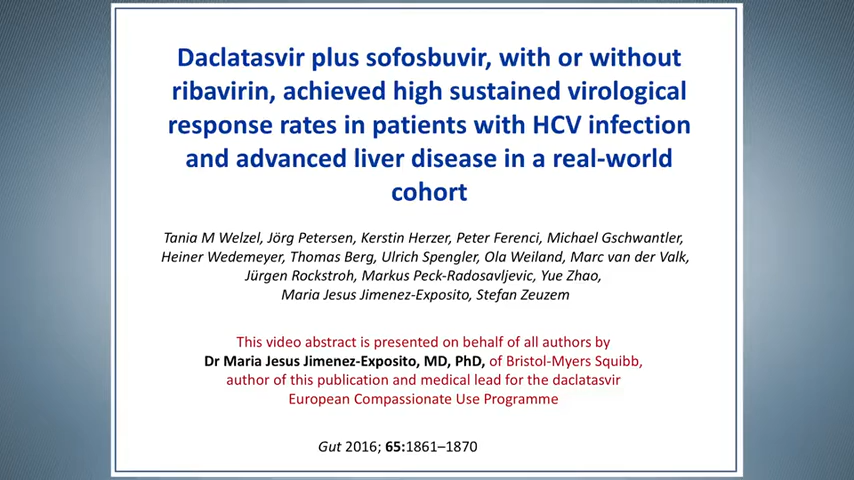 Daclatasvir plus sofosbuvir, with or without
ribavirin, achieved high sustained virological
response rates in patients with HCV infection
and advanced liver disease in a real-world
cohort
Tania M Welzel, Jörg Petersen, Kerstin Herzer, Peter Ferenci, Michael Gschwantler,
Heiner Wedemeyer, Thomas Berg, Ulrich Spengler, Ola Weiland, Marc van der Valk,
Jürgen Rockstroh, Markus Peck-Radosavljevic, Yue Zhao,
Maria Jesus Jimenez-Exposito, Stefan Zeuzem
This video abstract is presented on behalf of all authors by
Dr Maria Jesus Jimenez-Exposito, MD, PhD, of Bristol-Myers Squibb,
author of this publication and medical lead for the daclatasvir
European Compassionate Use Programme
Gut 2016; 65:1861–1870